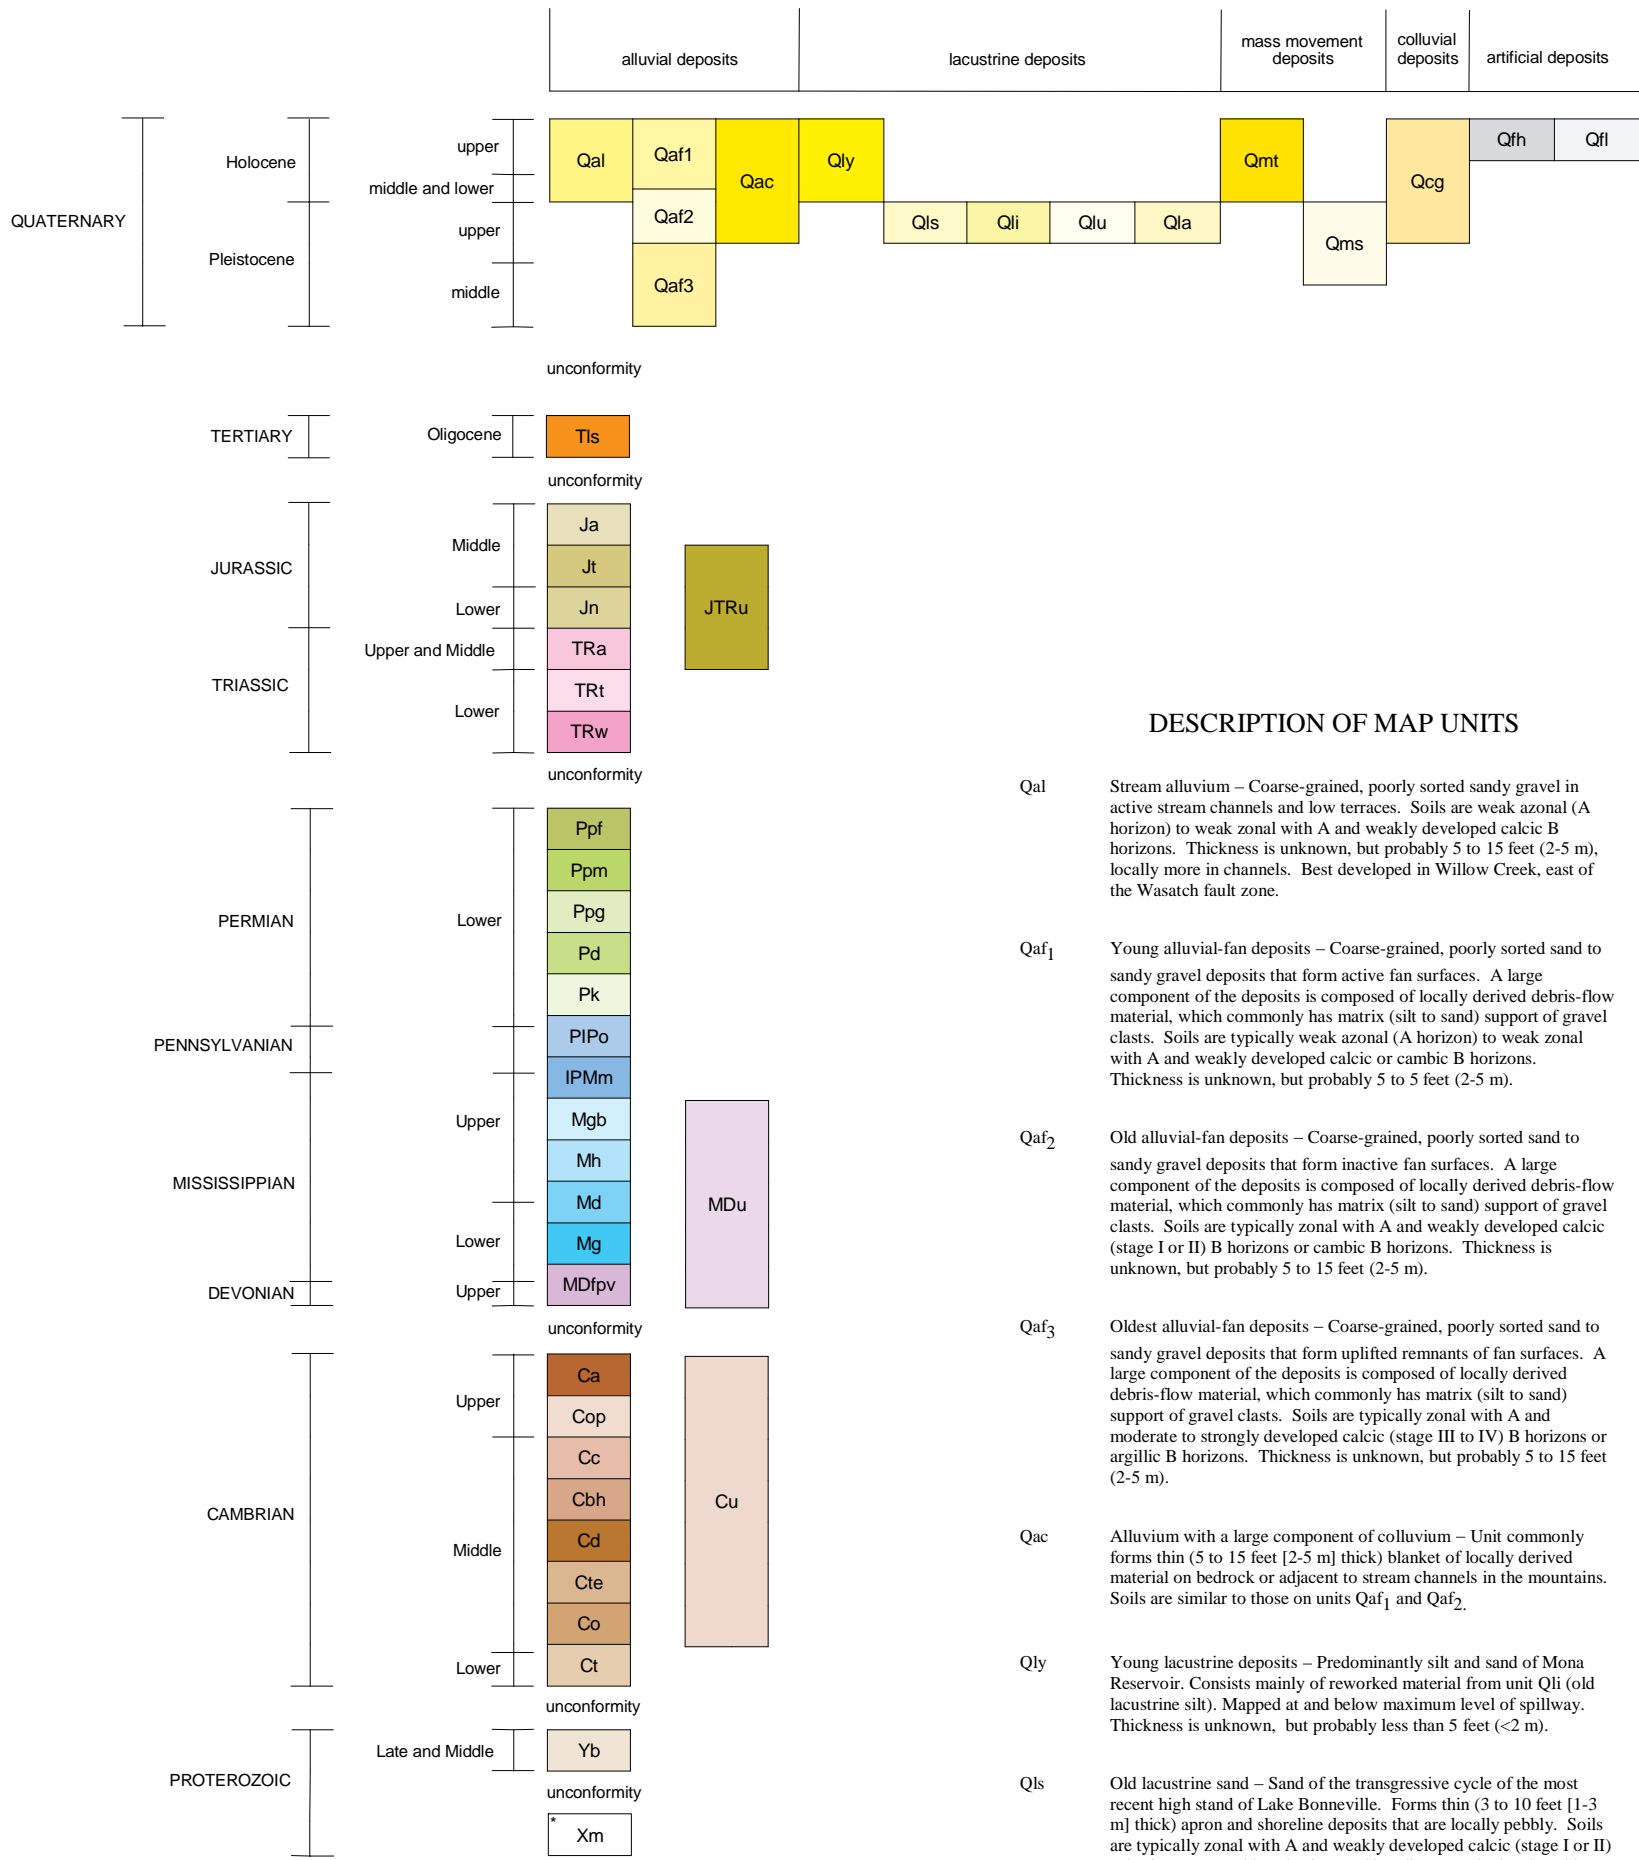 alluvial deposits
lacustrine deposits
mass movement
deposits
colluvial
deposits
artificial deposits
QUATERNARY
Holocene
Pleistocene
upper
middle and lower
upper
middle
Qal
Qaf1
Qaf2
Qaf3
Qac
Qly
Qls
Qli
Qlu
Qla
Qmt
Qms
Qcg
Qfh
Qfl
unconformity
TERTIARY
Oligocene
Tls
unconformity
JURASSIC
Middle
Lower
Ja
Jt
Jn
JTRu
TRIASSIC
Upper and Middle
Lower
TRa
TRt
TRw
unconformity
PERMIAN
Lower
Ppf
Ppm
Ppg
Pd
Pk
PENNSYLVANIAN
PIPo
IPMm
MISSISSIPPIAN
Upper
Lower
Mgb
Mh
Md
Mg
MDu
DEVONIAN
Upper
MDfpv
unconformity
CAMBRIAN
Upper
Middle
Lower
Ca
Cop
Cc
Cbh
Cd
Cte
Co
Ct
Cu
unconformity
PROTEROZOIC
Late and Middle
Yb
unconformity
*
Xm
DESCRIPTION OF MAP UNITS
Qal Stream alluvium – Coarse-grained, poorly sorted sandy gravel in
active stream channels and low terraces. Soils are weak azonal (A
horizon) to weak zonal with A and weakly developed calcic B
horizons. Thickness is unknown, but probably 5 to 15 feet (2-5 m),
locally more in channels. Best developed in Willow Creek, east of
the Wasatch fault zone.
Qaf1 Young alluvial-fan deposits – Coarse-grained, poorly sorted sand to
sandy gravel deposits that form active fan surfaces. A large
component of the deposits is composed of locally derived debris-flow
material, which commonly has matrix (silt to sand) support of gravel
clasts. Soils are typically weak azonal (A horizon) to weak zonal
with A and weakly developed calcic or cambic B horizons.
Thickness is unknown, but probably 5 to 5 feet (2-5 m).
Qaf2 Old alluvial-fan deposits – Coarse-grained, poorly sorted sand to
sandy gravel deposits that form inactive fan surfaces. A large
component of the deposits is composed of locally derived debris-flow
material, which commonly has matrix (silt to sand) support of gravel
clasts. Soils are typically zonal with A and weakly developed calcic
(stage I or II) B horizons or cambic B horizons. Thickness is
unknown, but probably 5 to 15 feet (2-5 m).
Qaf3 Oldest alluvial-fan deposits – Coarse-grained, poorly sorted sand to
sandy gravel deposits that form uplifted remnants of fan surfaces. A
large component of the deposits is composed of locally derived
debris-flow material, which commonly has matrix (silt to sand)
support of gravel clasts. Soils are typically zonal with A and
moderate to strongly developed calcic (stage III to IV) B horizons or
argillic B horizons. Thickness is unknown, but probably 5 to 15 feet
(2-5 m).
Qac Alluvium with a large component of colluvium – Unit commonly
forms thin (5 to 15 feet [2-5 m] thick) blanket of locally derived
material on bedrock or adjacent to stream channels in the mountains.
Soils are similar to those on units Qaf1 and Qaf2.
Qly Young lacustrine deposits – Predominantly silt and sand of Mona
Reservoir. Consists mainly of reworked material from unit Qli (old
lacustrine silt). Mapped at and below maximum level of spillway.
Thickness is unknown, but probably less than 5 feet (<2 m).
Qls Old lacustrine sand – Sand of the transgressive cycle of the most
recent high stand of Lake Bonneville. Forms thin (3 to 10 feet [1-3
m] thick) apron and shoreline deposits that are locally pebbly. Soils
are typically zonal with A and weakly developed calcic (stage I or II)